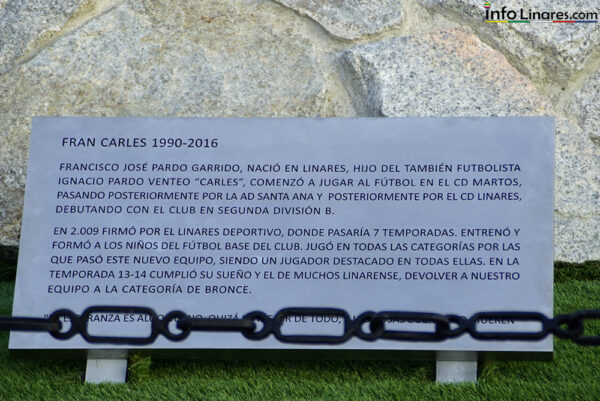 InfoLinares.com
FRAN CARLES 1990-2016
FRANCISCO JOSÉ PARDO GARRIDO, NACIÓ EN LINARES, HIJO DEL TAMBIÉN FUTBOLISTA
IGNACIO PARDO VENTEO "CARLES", COMENZÓ A JUGAR AL FÚTBOL EN EL CD MARTOS,
PASANDO POSTERIORMENTE POR LA AD SANTA ANA Y POSTERIORMENTE POR EL CD LINARES,
DEBUTANDO CON EL CLUB EN SEGUNDA DIVISIÓN B.
EN 2.009 FIRMÓ POR EL LINARES DEPORTIVO, DONDE PASARÍA 7 TEMPORADAS. ENTRENÓ Y
FORMÓ A LOS NIÑOS DEL FÚTBOL BASE DEL CLUB. JUGÓ EN TODAS LAS CATEGORÍAS POR LAS
QUE PASÓ ESTE NUEVO EQUIPO, SIENDO UN JUGADOR DESTACADO EN TODAS ELLAS. EN LA
TEMPORADA 13-14 CUMPLIÓ SU SUEÑO Y EL DE MUCHOS LINARENSE, DEVOLVER A NUESTRO
EQUIPO A LA CATEGORÍA DE BRONCE.
ES QUIZÁ DE TODO,